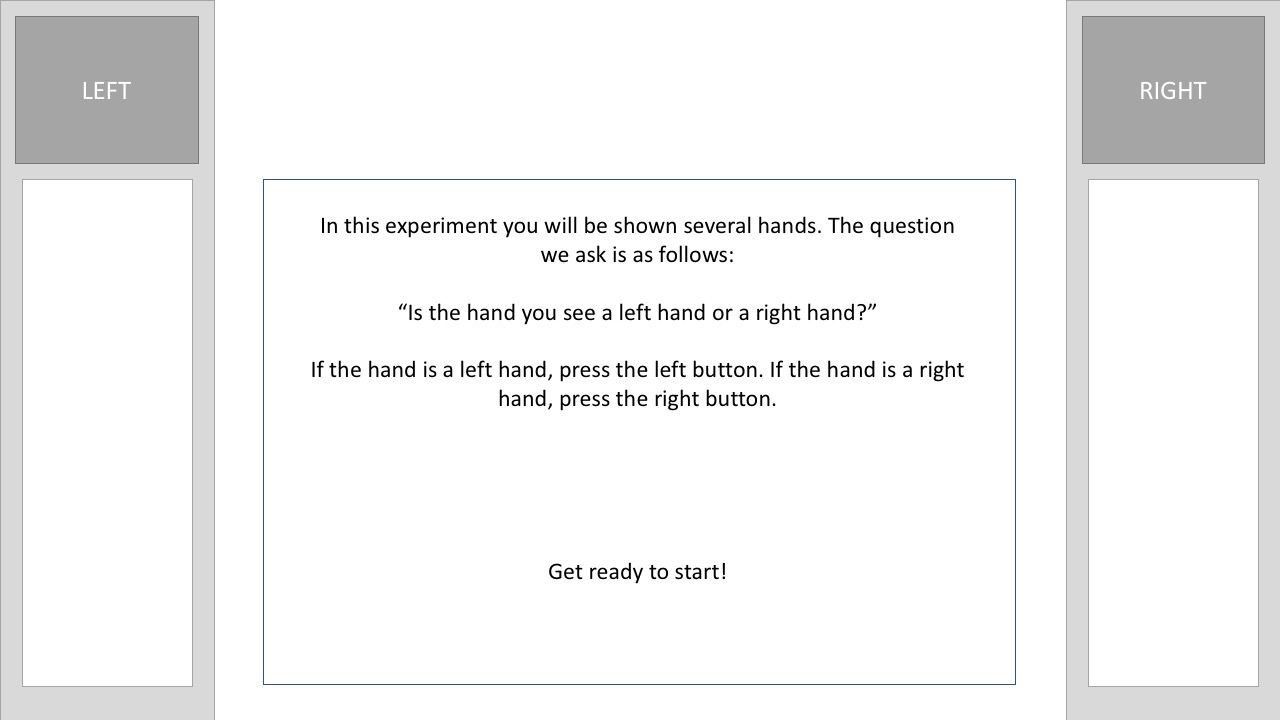 LEFT
RIGHT
In this experiment you will be shown several hands. The question
we ask is as follows:
“Is the hand you see a left hand or a right hand?”
If the hand is a left hand, press the left button. If the hand is a right
hand, press the right button.
Get ready to start!